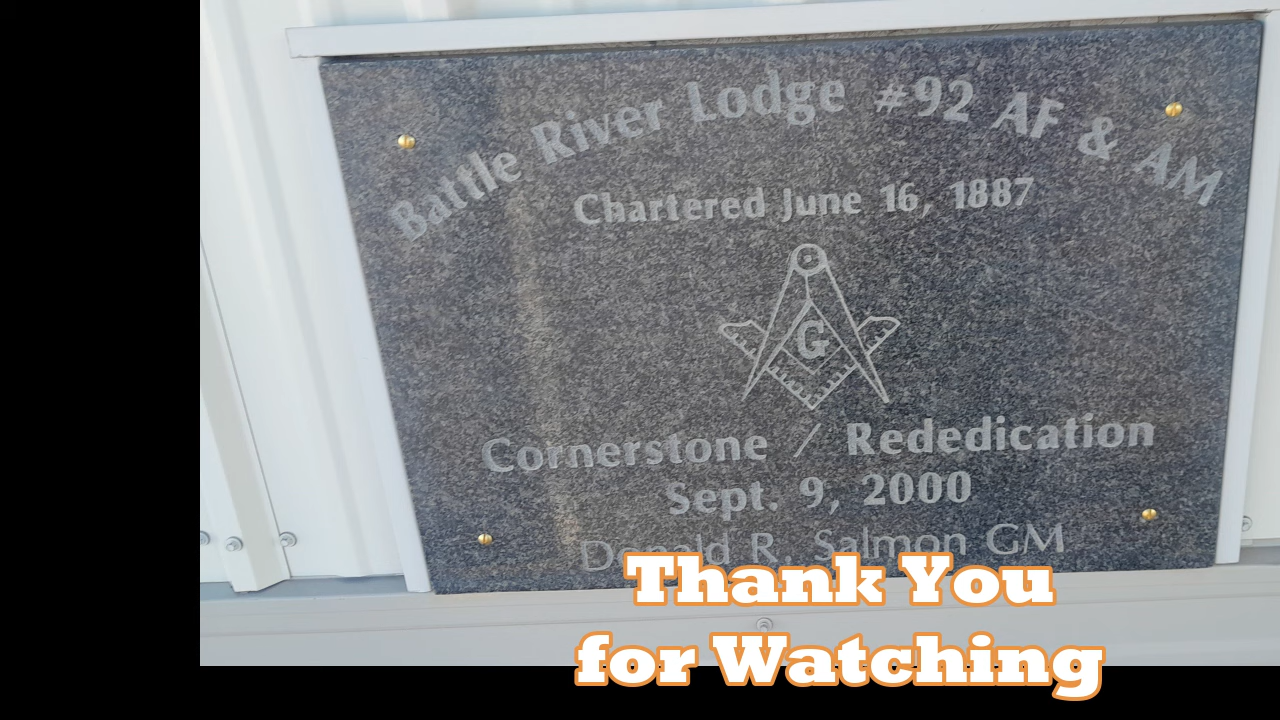 Battle River Lodge #92 AF & AM
Chartered June 16, 1887
G
Cornerstone / Rededication
Sept. 9, 2000
Donald R. Salmon GM
Thank You
for Watching